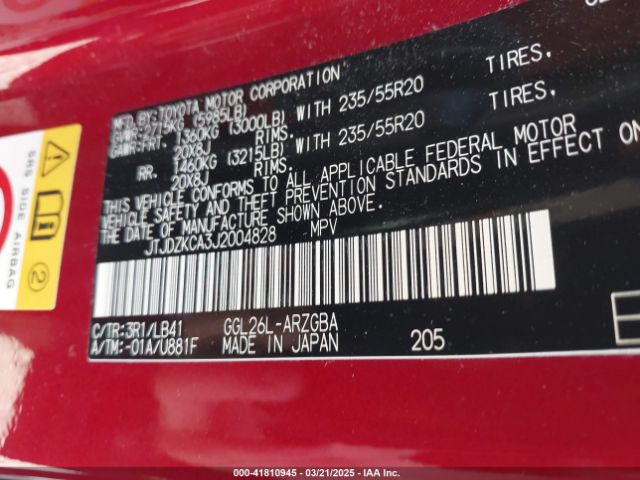 MFD.BY:TOYOTA MOTOR CORPORATION
GVWR:2715KG (5985LB)
GAWR:FRT. 1360KG (3000LB) WITH 235/55R20 TIRES,
20X8J RIMS.
RR. 1460KG (3215LB) WITH 235/55R20 TIRES,
20X8J RIMS.
THIS VEHICLE CONFORMS TO ALL APPLICABLE FEDERAL MOTOR
VEHICLE SAFETY AND THEFT PREVENTION STANDARDS IN EFFECT ON
THE DATE OF MANUFACTURE SHOWN ABOVE.
JTJDZKCA3J2004828 MPV
C/TR:3R1/LB41 GGL26L-ARZGBA
A/TM:-01A/U881F MADE IN JAPAN 205
SRS SIDE AIRBAG
2
000-41810945 • 03/21/2025 • IAA Inc.